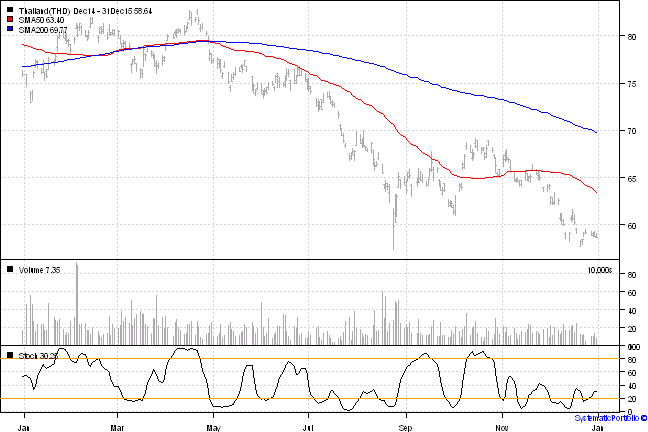 Thailand(THD) Dec14 - 31Dec15 58.64
SMA50 63.40
SMA200 69.77
80
75
70
65
60
Volume 7.35
10,000s
80
60
40
20
Stoch 30.26
80
60
40
20
0
Jan
Mar
May
Jul
Sep
Nov
Jan
SystematicPortfolio ©